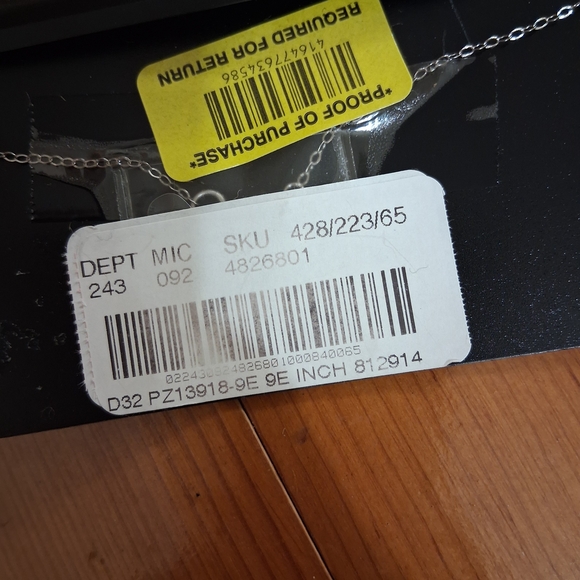 REQUIRED FOR RETURN
416477634586
*PROOF OF PURCHASE*
DEPT MIC SKU 428/223/65
243 092 4826801
D32 PZ13918-9E 9E INCH 812914